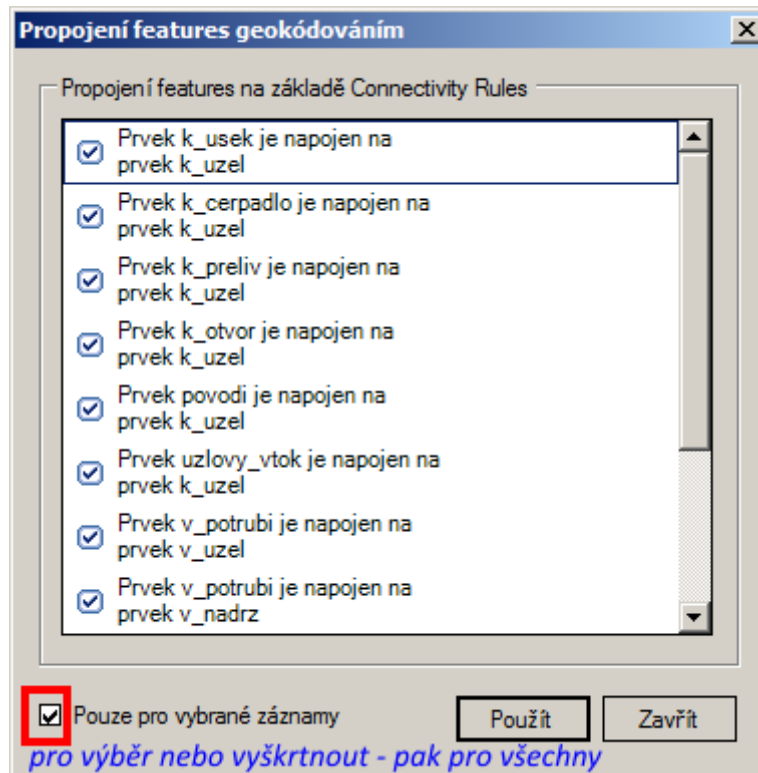 Propojení features geokódováním
Propojení features na základě Connectivity Rules
Prvek k_usek je napojen na
prvek k_uzel
Prvek k_cerpadlo je napojen na
prvek k_uzel
Prvek k_preliv je napojen na
prvek k_uzel
Prvek k_otvor je napojen na
prvek k_uzel
Prvek povodi je napojen na
prvek k_uzel
Prvek uzlovy_vtok je napojen na
prvek k_uzel
Prvek v_potrubi je napojen na
prvek v_uzel
Prvek v_potrubi je napojen na
prvek v_nadrz
Pouze pro vybrané záznamy
Použít
Zavřít
pro výběr nebo vyškrtnout - pak pro všechny